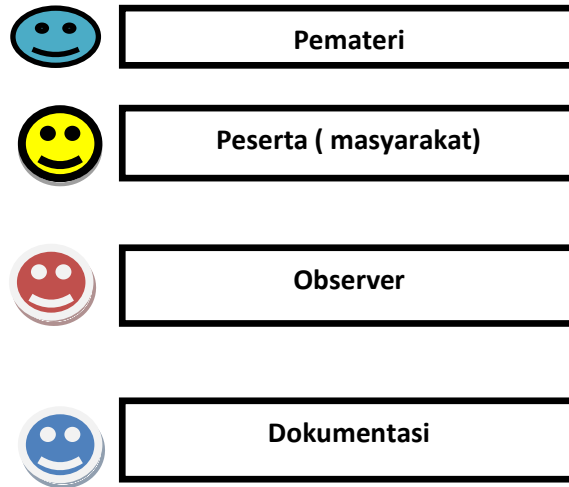 Pemateri
Peserta ( masyarakat)
Observer
Dokumentasi